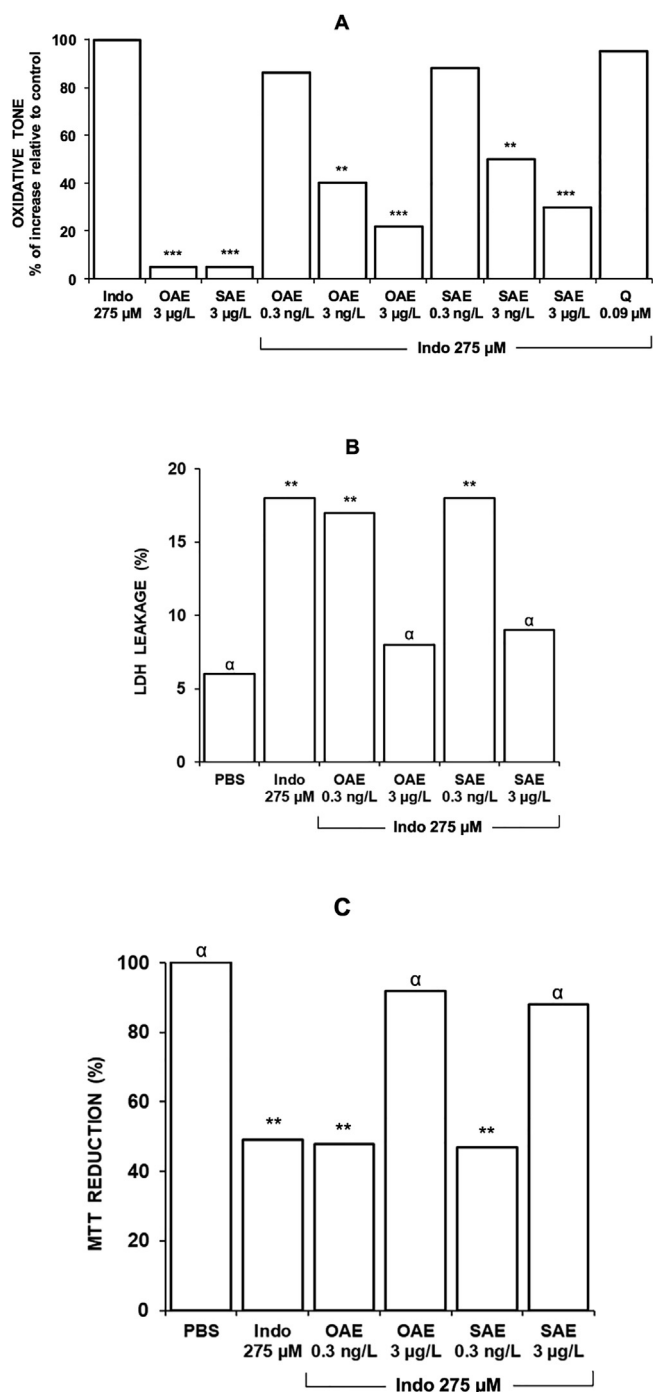 A
OXIDATIVE TONE
% of increase relative to control
100
80
60
40
20
0
*** *** ** *** ** ***
Indo OAE SAE OAE OAE OAE SAE SAE SAE Q
275 µM 3 µg/L 3 µg/L 0.3 ng/L 3 ng/L 3 µg/L 0.3 ng/L 3 ng/L 3 µg/L 0.09 µM
Indo 275 µM
B
LDH LEAKAGE (%)
20
15
10
5
0
α ** ** α ** α
PBS Indo OAE OAE SAE SAE
275 µM 0.3 ng/L 3 µg/L 0.3 ng/L 3 µg/L
Indo 275 µM
C
MTT REDUCTION (%)
100
80
60
40
20
0
α ** ** α ** α
PBS Indo OAE OAE SAE SAE
275 µM 0.3 ng/L 3 µg/L 0.3 ng/L 3 µg/L
Indo 275 µM